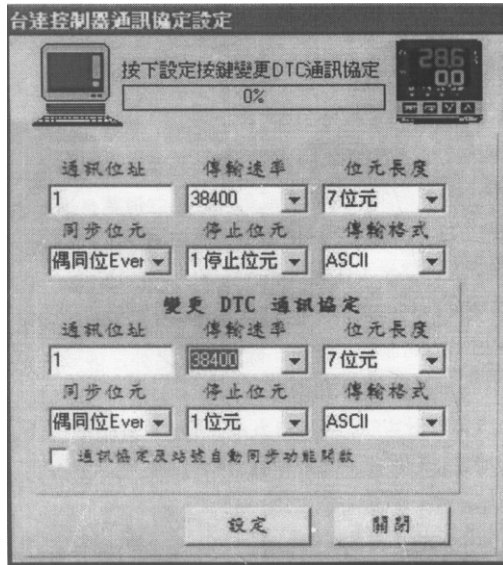 台達控制器通訊協定設定
按下設定按鍵變更DTC通訊協定
0%
28.6
0.0
通訊位址 傳輸速率 位元長度
1 38400 7位元
同步位元 停止位元 傳輸格式
偶同位Ever 1停止位元 ASCII
變更 DTC 通訊協定
通訊位址 傳輸速率 位元長度
1 38400 7位元
同步位元 停止位元 傳輸格式
偶同位Ever 1位元 ASCII
通訊協定及站號自動同步功能開啟
設定 關閉